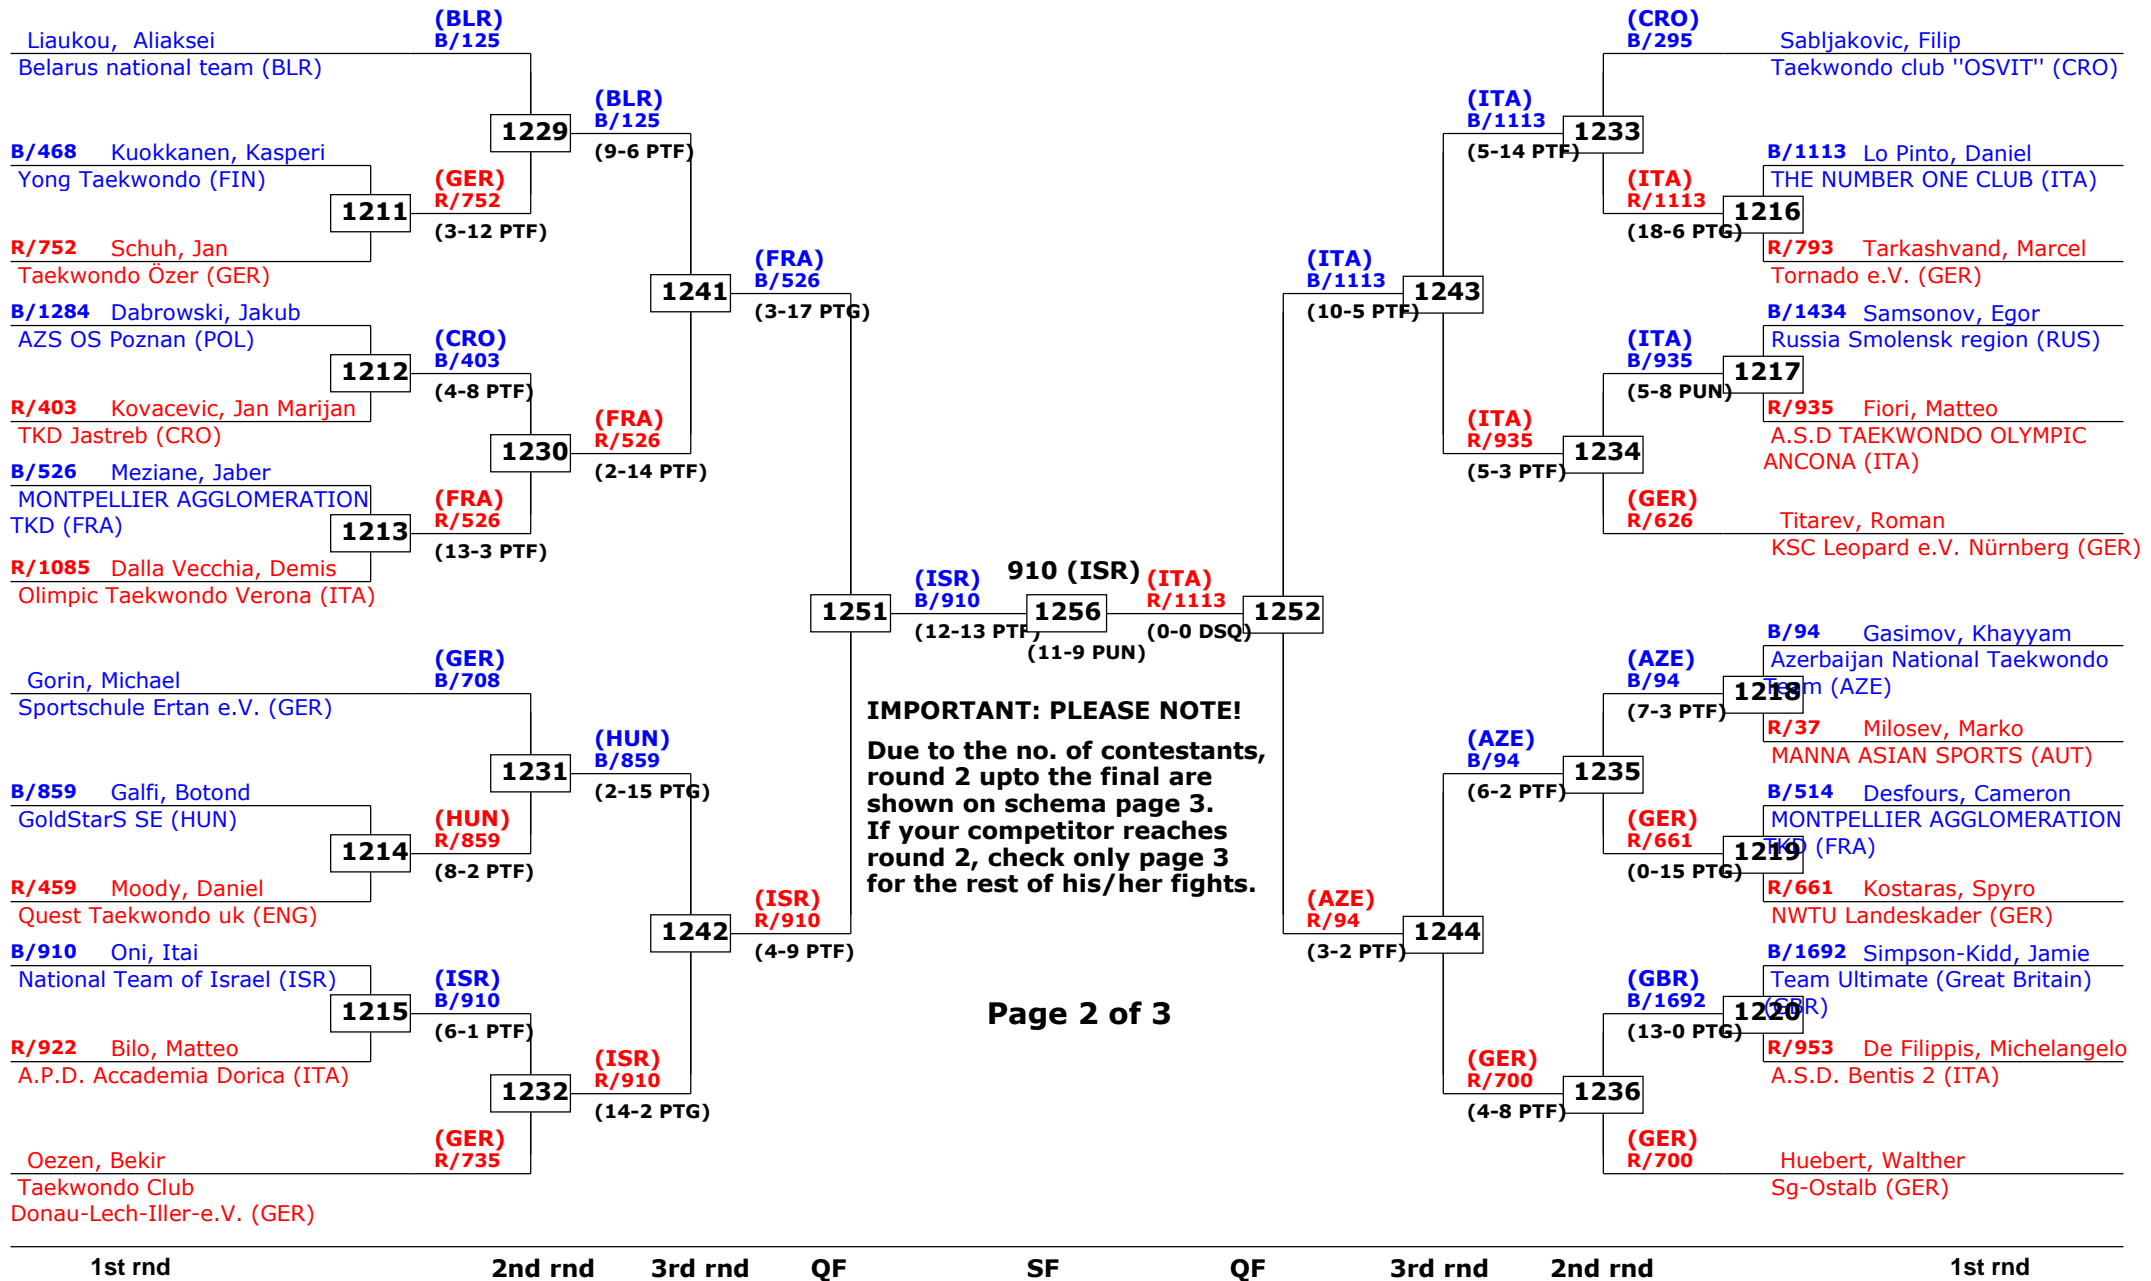 (BLR)
Liaukou,  Aliaksei B/125
Belarus national team (BLR)
(BLR)
1229 B/125
(9-6 PTF)
B/468 Kuokkanen, Kasperi
Yong Taekwondo (FIN)
(GER)
1211 R/752
(3-12 PTF)
R/752 Schuh, Jan
Taekwondo Özer (GER)
(FRA)
1241 B/526
(3-17 PTG)
B/1284 Dabrowski, Jakub
AZS OS Poznan (POL)
(CRO)
1212 B/403
(4-8 PTF)
R/403 Kovacevic, Jan Marijan
TKD Jastreb (CRO)
(FRA)
1230 R/526
(2-14 PTF)
B/526 Meziane, Jaber
MONTPELLIER AGGLOMERATION
TKD (FRA)
(FRA)
1213 R/526
(13-3 PTF)
R/1085 Dalla Vecchia, Demis
Olimpic Taekwondo Verona (ITA)
(ISR)
1251 B/910
(12-13 PTF)
(GER)
Gorin, Michael B/708
Sportschule Ertan e.V. (GER)
(HUN)
1231 B/859
(2-15 PTG)
B/859 Galfi, Botond
GoldStarS SE (HUN)
(HUN)
1214 R/859
(8-2 PTF)
R/459 Moody, Daniel
Quest Taekwondo uk (ENG)
(ISR)
1242 R/910
(4-9 PTF)
B/910 Oni, Itai
National Team of Israel (ISR)
(ISR)
1215 B/910
(6-1 PTF)
R/922 Bilo, Matteo
A.P.D. Accademia Dorica (ITA)
(ISR)
1232 R/910
(14-2 PTG)
(GER)
Oezen, Bekir R/735
Taekwondo Club
Donau-Lech-Iller-e.V. (GER)
910 (ISR)
1256
(11-9 PUN)
IMPORTANT: PLEASE NOTE!
Due to the no. of contestants,
round 2 upto the final are
shown on schema page 3.
If your competitor reaches
round 2, check only page 3
for the rest of his/her fights.
Page 2 of 3
(CRO)
B/295 Sabljakovic, Filip
Taekwondo club "OSVIT" (CRO)
(ITA)
B/1113 1233
(5-14 PTF)
B/1113 Lo Pinto, Daniel
THE NUMBER ONE CLUB (ITA)
(ITA)
R/1113 1216
(18-6 PTG)
R/793 Tarkashvand, Marcel
Tornado e.V. (GER)
(ITA)
B/1113 1243
(10-5 PTF)
B/1434 Samsonov, Egor
Russia Smolensk region (RUS)
(ITA)
B/935 1217
(5-8 PUN)
R/935 Fiori, Matteo
A.S.D TAEKWONDO OLYMPIC
ANCONA (ITA)
(ITA)
R/935 1234
(5-3 PTF)
(GER)
R/626 Titarev, Roman
KSC Leopard e.V. Nürnberg (GER)
(ITA)
R/1113 1252
(0-0 DSQ)
B/94 Gasimov, Khayyam
Azerbaijan National Taekwondo
Team (AZE)
(AZE)
B/94 1218
(7-3 PTF)
R/37 Milosev, Marko
MANNA ASIAN SPORTS (AUT)
(AZE)
B/94 1235
(6-2 PTF)
B/514 Desfours, Cameron
MONTPELLIER AGGLOMERATION
TKD (FRA)
(GER)
R/661 1219
(0-15 PTG)
R/661 Kostaras, Spyro
NWTU Landeskader (GER)
(AZE)
R/94 1244
(3-2 PTF)
B/1692 Simpson-Kidd, Jamie
Team Ultimate (Great Britain)
(GBR)
(GBR)
B/1692 1220
(13-0 PTG)
R/953 De Filippis, Michelangelo
A.S.D. Bentis 2 (ITA)
(GER)
R/700 1236
(4-8 PTF)
(GER)
R/700 Huebert, Walther
Sg-Ostalb (GER)
1st rnd 2nd rnd 3rd rnd QF SF QF 3rd rnd 2nd rnd 1st rnd